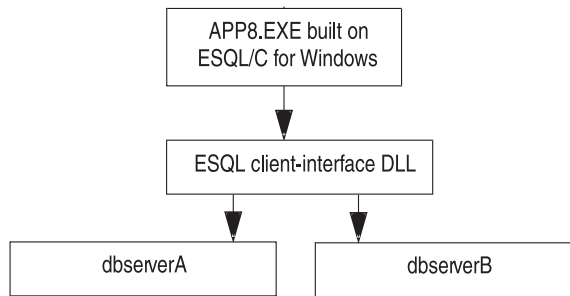 APP8.EXE built on
ESQL/C for Windows
ESQL client-interface DLL
dbserverA
dbserverB